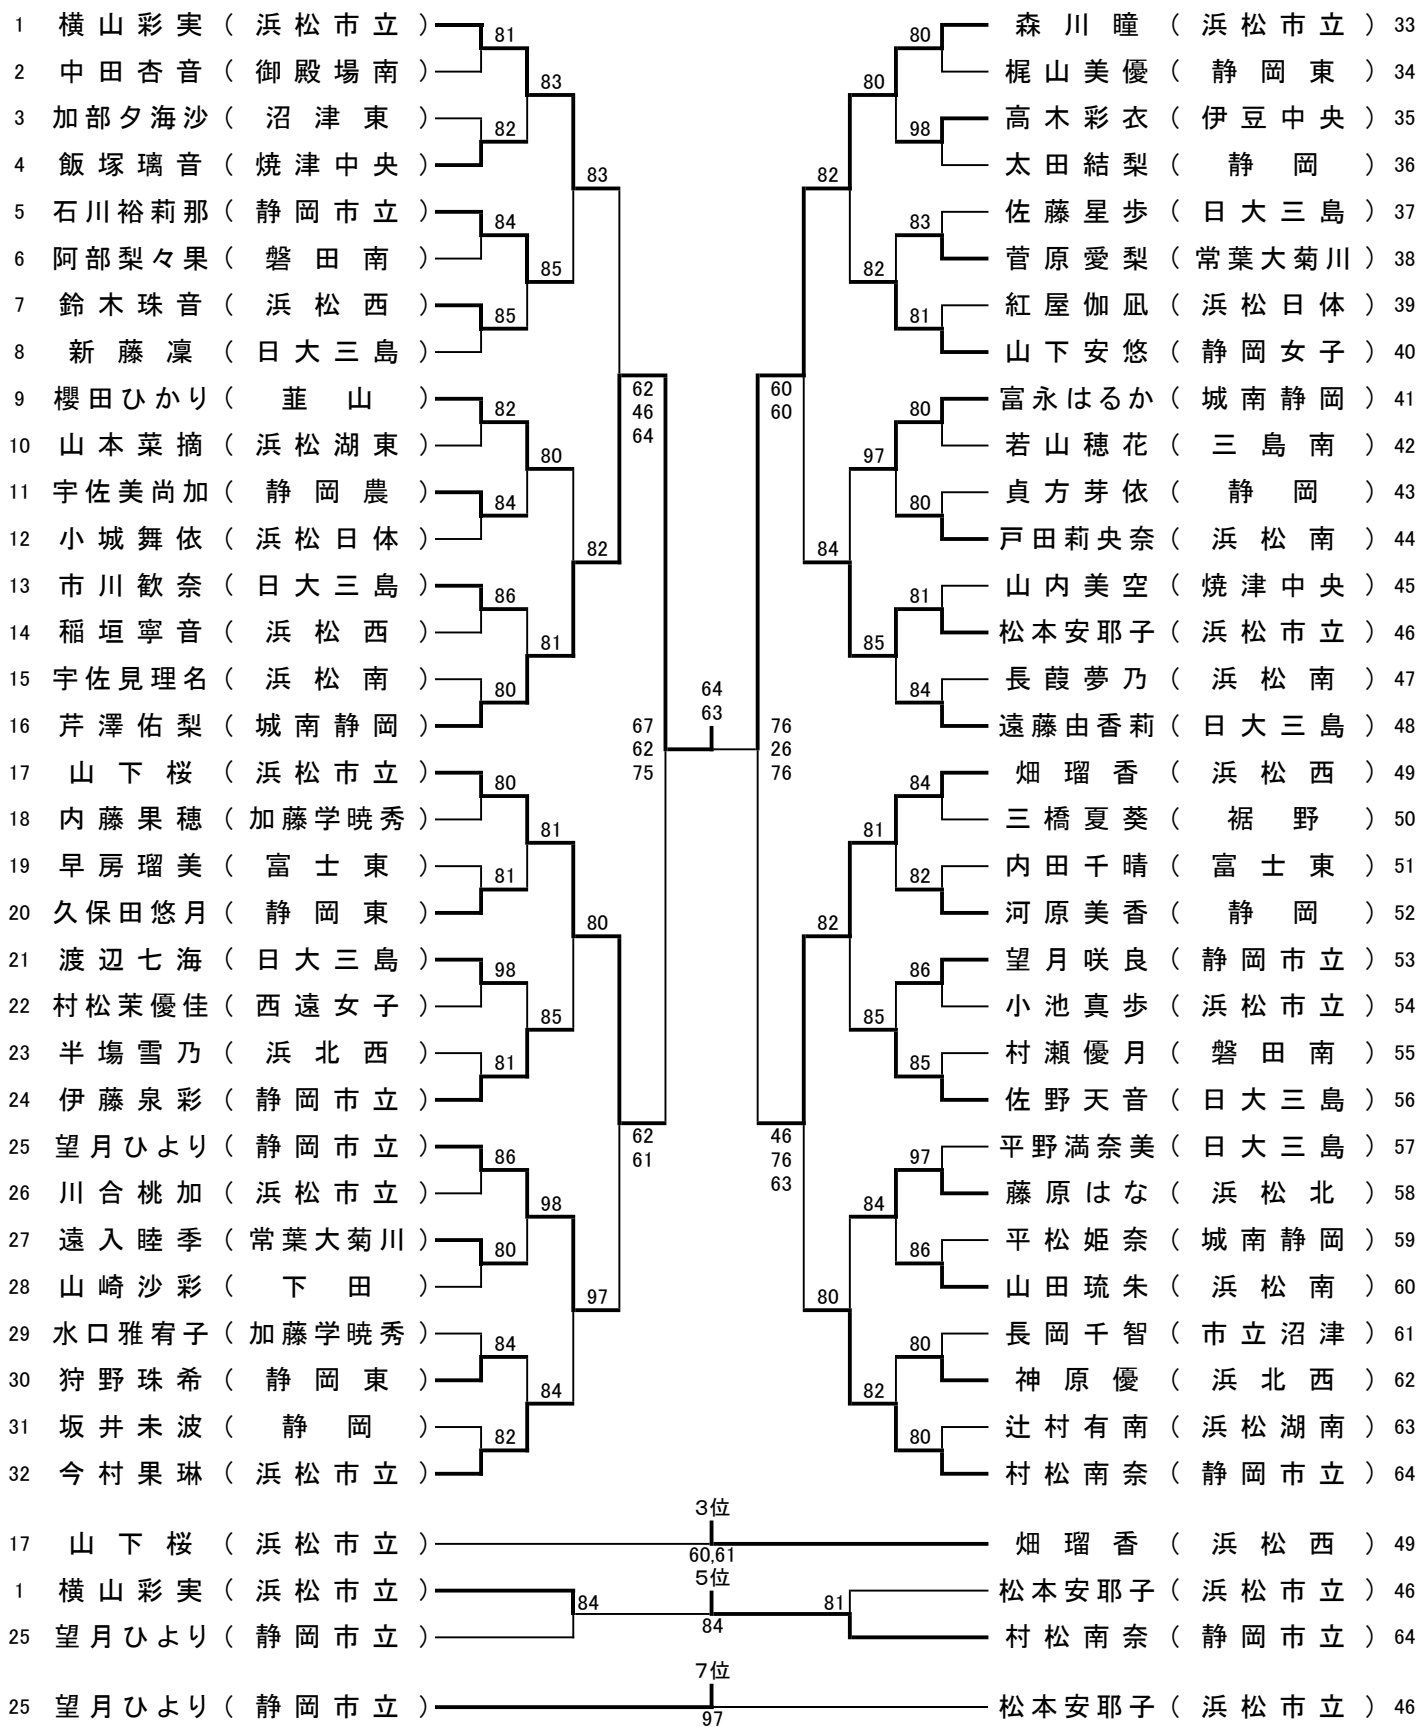 1 横山彩実 ( 浜松市立 ) 81 80 森川瞳 ( 浜松市立 ) 33
2 中田杏音 ( 御殿場南 ) 83 80 梶山美優 ( 静岡東 ) 34
3 加部夕海沙 ( 沼津東 ) 82 98 高木彩衣 ( 伊豆中央 ) 35
4 飯塚璃音 ( 焼津中央 ) 83 82 太田結梨 ( 静岡 ) 36
5 石川裕莉那 ( 静岡市立 ) 84 83 佐藤星歩 ( 日大三島 ) 37
6 阿部梨々果 ( 磐田南 ) 85 82 菅原愛梨 ( 常葉大菊川 ) 38
7 鈴木珠音 ( 浜松西 ) 85 81 紅屋伽凪 ( 浜松日体 ) 39
8 新藤凜 ( 日大三島 ) 山下安悠 ( 静岡女子 ) 40
62 60
9 櫻田ひかり ( 韮山 ) 82 46 60 80 富永はるか ( 城南静岡 ) 41
64
10 山本菜摘 ( 浜松湖東 ) 80 97 若山穂花 ( 三島南 ) 42
11 宇佐美尚加 ( 静岡農 ) 84 80 貞方芽依 ( 静岡 ) 43
12 小城舞依 ( 浜松日体 ) 82 84 戸田莉央奈 ( 浜松南 ) 44
13 市川歓奈 ( 日大三島 ) 86 81 山内美空 ( 焼津中央 ) 45
14 稲垣寧音 ( 浜松西 ) 81 85 松本安耶子 ( 浜松市立 ) 46
15 宇佐見理名 ( 浜松南 ) 80 64 84 長葭夢乃 ( 浜松南 ) 47
63
16 芹澤佑梨 ( 城南静岡 ) 67 76 遠藤由香莉 ( 日大三島 ) 48
62 26
17 山下桜 ( 浜松市立 ) 80 75 76 84 畑瑠香 ( 浜松西 ) 49
18 内藤果穂 ( 加藤学暁秀 ) 81 81 三橋夏葵 ( 裾野 ) 50
19 早房瑠美 ( 富士東 ) 81 82 内田千晴 ( 富士東 ) 51
20 久保田悠月 ( 静岡東 ) 80 82 河原美香 ( 静岡 ) 52
21 渡辺七海 ( 日大三島 ) 98 86 望月咲良 ( 静岡市立 ) 53
22 村松茉優佳 ( 西遠女子 ) 85 85 小池真歩 ( 浜松市立 ) 54
23 半塲雪乃 ( 浜北西 ) 81 85 村瀬優月 ( 磐田南 ) 55
24 伊藤泉彩 ( 静岡市立 ) 佐野天音 ( 日大三島 ) 56
62 46
25 望月ひより ( 静岡市立 ) 86 61 76 97 平野満奈美 ( 日大三島 ) 57
63
26 川合桃加 ( 浜松市立 ) 98 84 藤原はな ( 浜松北 ) 58
27 遠入睦季 ( 常葉大菊川 ) 80 86 平松姫奈 ( 城南静岡 ) 59
28 山崎沙彩 ( 下田 ) 97 80 山田琉朱 ( 浜松南 ) 60
29 水口雅宥子 ( 加藤学暁秀 ) 84 80 長岡千智 ( 市立沼津 ) 61
30 狩野珠希 ( 静岡東 ) 84 82 神原優 ( 浜北西 ) 62
31 坂井未波 ( 静岡 ) 82 80 辻村有南 ( 浜松湖南 ) 63
32 今村果琳 ( 浜松市立 ) 村松南奈 ( 静岡市立 ) 64
3位
17 山下桜 ( 浜松市立 ) 60,61 畑瑠香 ( 浜松西 ) 49
5位
1 横山彩実 ( 浜松市立 ) 84 81 松本安耶子 ( 浜松市立 ) 46
84
25 望月ひより ( 静岡市立 ) 村松南奈 ( 静岡市立 ) 64
7位
25 望月ひより ( 静岡市立 ) 97 松本安耶子 ( 浜松市立 ) 46